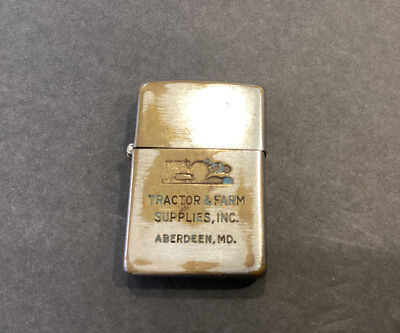 TRACTOR & FARM
SUPPLIES, INC.
ABERDEEN, MD.